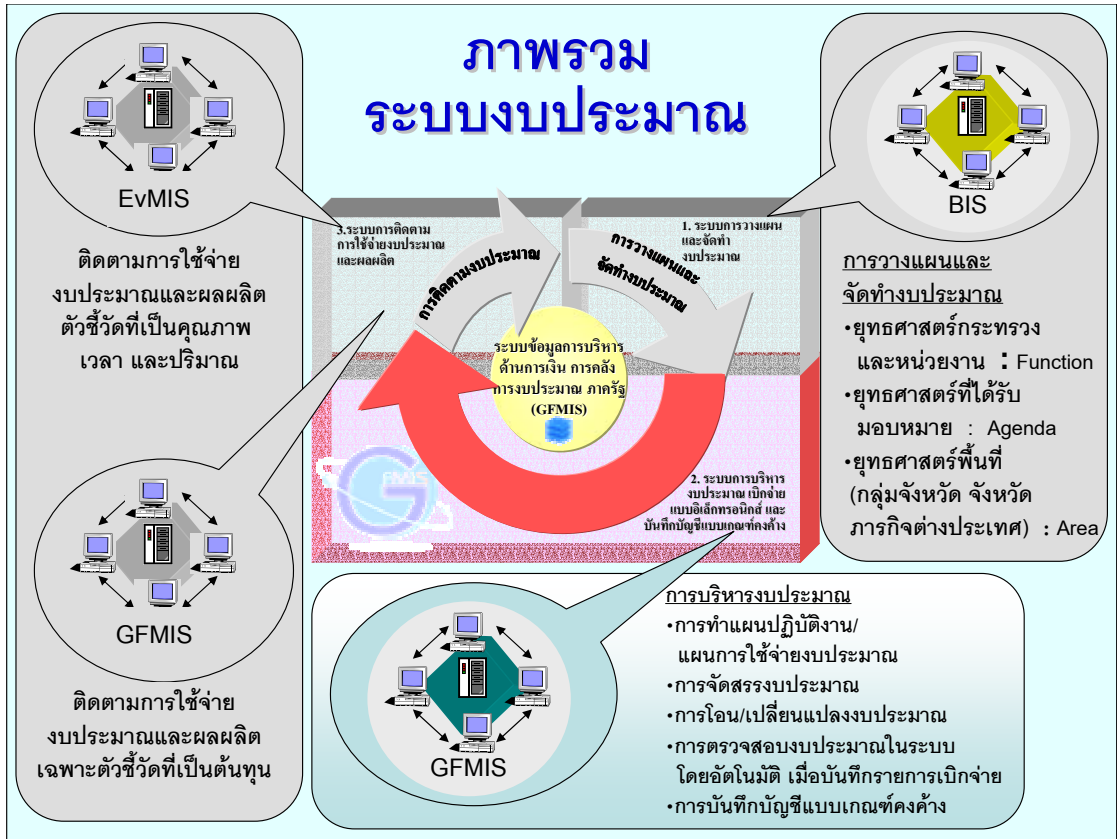 ภาพรวม
ระบบงบประมาณ
EvMIS
ติดตามการใช้จ่าย
งบประมาณและผลผลิต
ตัวชี้วัดที่เป็นคุณภาพ
เวลา และปริมาณ
GFMIS
ติดตามการใช้จ่าย
งบประมาณและผลผลิต
เฉพาะตัวชี้วัดที่เป็นต้นทุน
3.ระบบการติดตาม
การใช้จ่ายงบประมาณ
และผลผลิต
การติดตามงบประมาณ
1. ระบบการวางแผน
และจัดทำ
งบประมาณ
การวางแผนและ
จัดทำงบประมาณ
ระบบข้อมูลการบริหาร
ด้านการเงิน การคลัง
การงบประมาณ ภาครัฐ
(GFMIS)
2. ระบบการบริหาร
งบประมาณ เบิกจ่าย
แบบอิเล็กทรอนิกส์ และ
บันทึกบัญชีแบบเกณฑ์คงค้าง
BIS
การวางแผนและ
จัดทำงบประมาณ
•ยุทธศาสตร์กระทรวง
และหน่วยงาน : Function
•ยุทธศาสตร์ที่ได้รับ
มอบหมาย : Agenda
•ยุทธศาสตร์พื้นที่
(กลุ่มจังหวัด จังหวัด
ภารกิจต่างประเทศ) : Area
GFMIS
การบริหารงบประมาณ
•การทำแผนปฏิบัติงาน/
แผนการใช้จ่ายงบประมาณ
•การจัดสรรงบประมาณ
•การโอน/เปลี่ยนแปลงงบประมาณ
•การตรวจสอบงบประมาณในระบบ
โดยอัตโนมัติ เมื่อบันทึกรายการเบิกจ่าย
•การบันทึกบัญชีแบบเกณฑ์คงค้าง